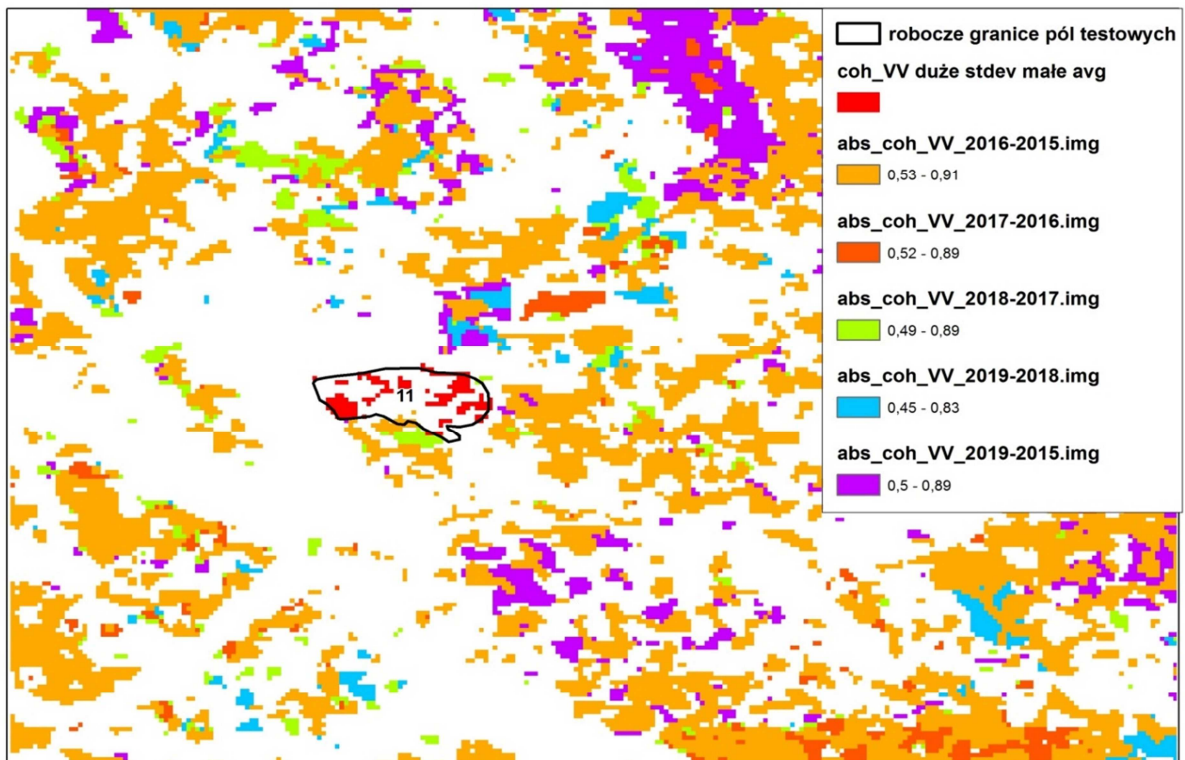 robocze granice pól testowych
coh_VV duże stdev małe avg
abs_coh_VV_2016-2015.img
0,53 - 0,91
abs_coh_VV_2017-2016.img
0,52 - 0,89
abs_coh_VV_2018-2017.img
0,49 - 0,89
abs_coh_VV_2019-2018.img
0,45 - 0,83
abs_coh_VV_2019-2015.img
0,5 - 0,89
11